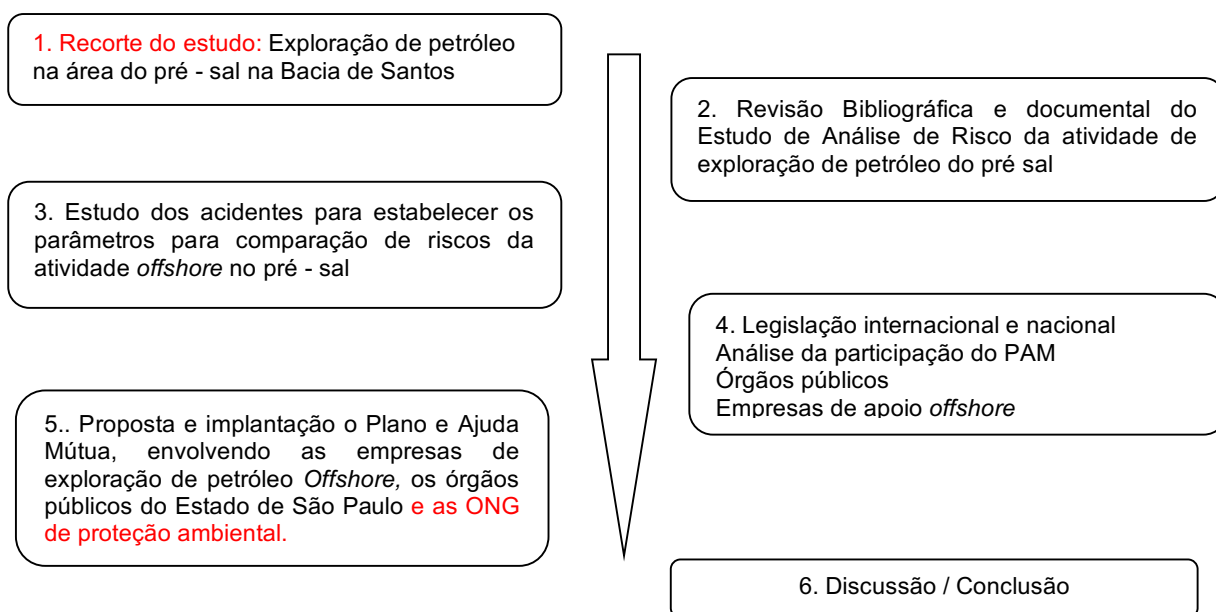 1. Recorte do estudo: Exploração de petróleo
na área do pré - sal na Bacia de Santos
2. Revisão Bibliográfica e documental do
Estudo de Análise de Risco da atividade de
exploração de petróleo do pré sal
3. Estudo dos acidentes para estabelecer os
parâmetros para comparação de riscos da
atividade offshore no pré - sal
4. Legislação internacional e nacional
Análise da participação do PAM
Órgãos públicos
Empresas de apoio offshore
5.. Proposta e implantação o Plano e Ajuda
Mútua, envolvendo as empresas de
exploração de petróleo Offshore, os órgãos
públicos do Estado de São Paulo e as ONG
de proteção ambiental.
6. Discussão / Conclusão